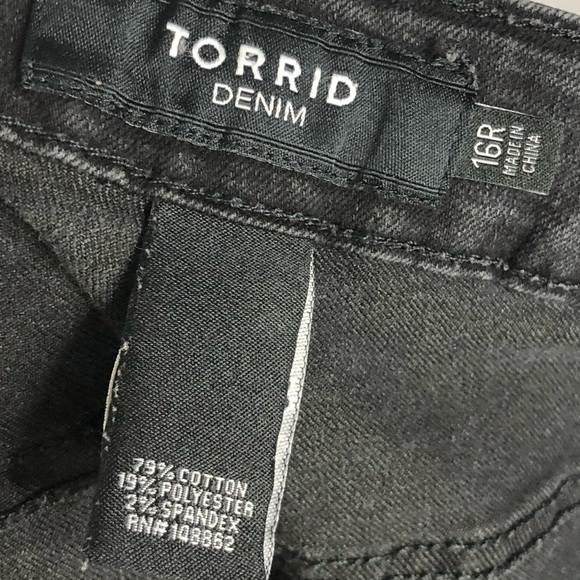 TORRID
DENIM
16R
MADE IN
CHINA
79% COTTON
19% POLYESTER
2% SPANDEX
RN# 108862